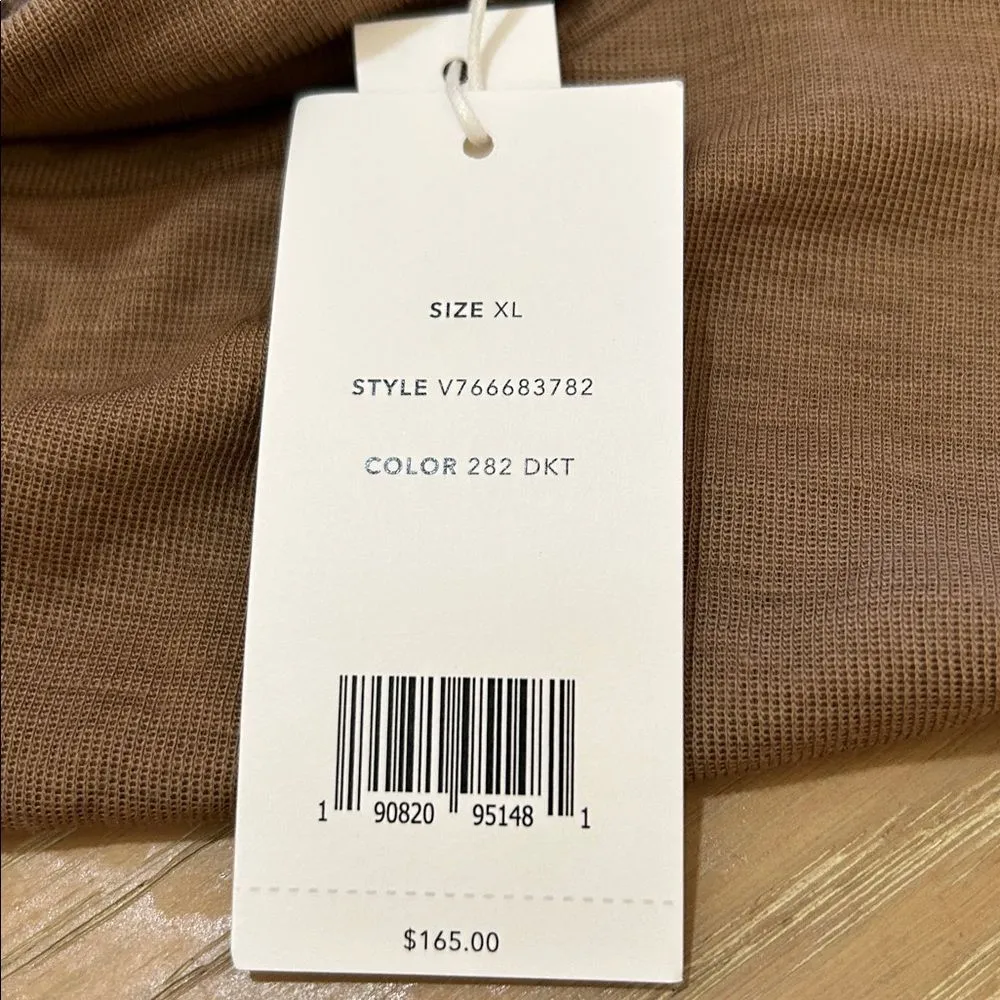 SIZE XL
STYLE V766683782
COLOR 282 DKT
1 90820 95148 1
$165.00